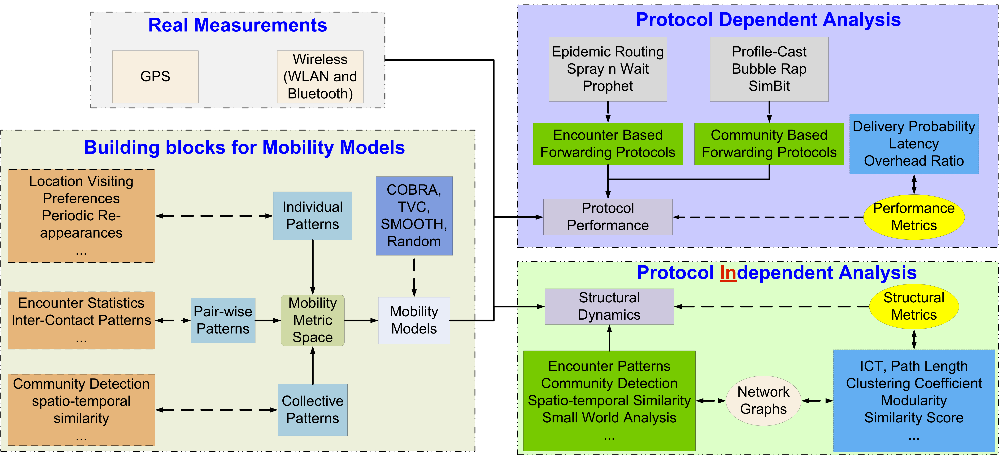 Real Measurements
GPS
Wireless
(WLAN and
Bluetooth)
Building blocks for Mobility Models
Location Visiting
Preferences
Periodic Re-
appearances
...
Individual
Patterns
COBRA,
TVC,
SMOOTH,
Random
Encounter Statistics
Inter-Contact Patterns
...
Pair-wise
Patterns
Mobility
Metric
Space
Mobility
Models
Community Detection
spatio-temporal
similarity
...
Collective
Patterns
Protocol Dependent Analysis
Epidemic Routing
Spray n Wait
Prophet
Profile-Cast
Bubble Rap
SimBit
Encounter Based
Forwarding Protocols
Community Based
Forwarding Protocols
Delivery Probability
Latency
Overhead Ratio
Protocol
Performance
Performance
Metrics
Protocol Independent Analysis
Structural
Dynamics
Structural
Metrics
Encounter Patterns
Community Detection
Spatio-temporal Similarity
Small World Analysis
...
Network
Graphs
ICT, Path Length
Clustering Coefficient
Modularity
Similarity Score
...